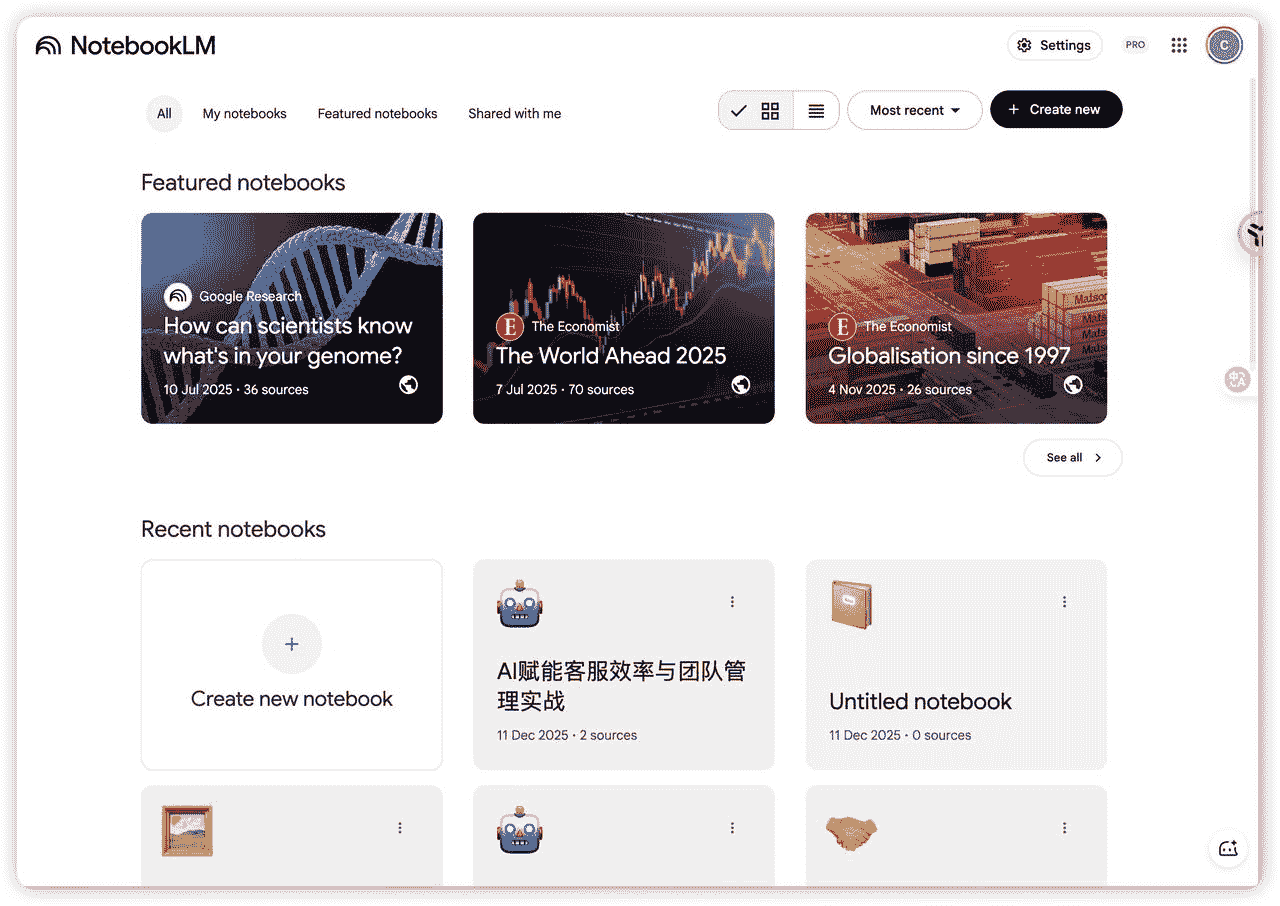 NotebookLM
Settings
PRO
C
All
My notebooks
Featured notebooks
Shared with me
Most recent
+ Create new
Featured notebooks
Google Research
How can scientists know
what's in your genome?
10 Jul 2025 • 36 sources
E
The Economist
The World Ahead 2025
7 Jul 2025 • 70 sources
Maison
E
The Economist
Globalisation since 1997
4 Nov 2025 • 26 sources
See all
Recent notebooks
+
Create new notebook
AI赋能客服效率与团队管
理实战
11 Dec 2025 • 2 sources
Untitled notebook
11 Dec 2025 • 0 sources